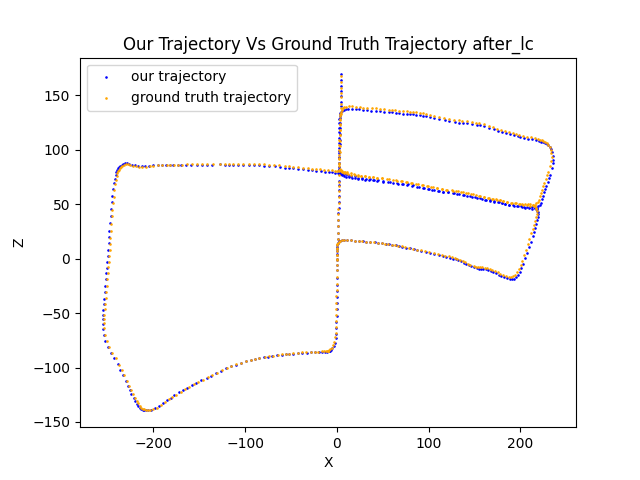 Our Trajectory Vs Ground Truth Trajectory after_lc
our trajectory
ground truth trajectory
150
100
50
0
−50
−100
−150
Z
−200
−100
0
100
200
X